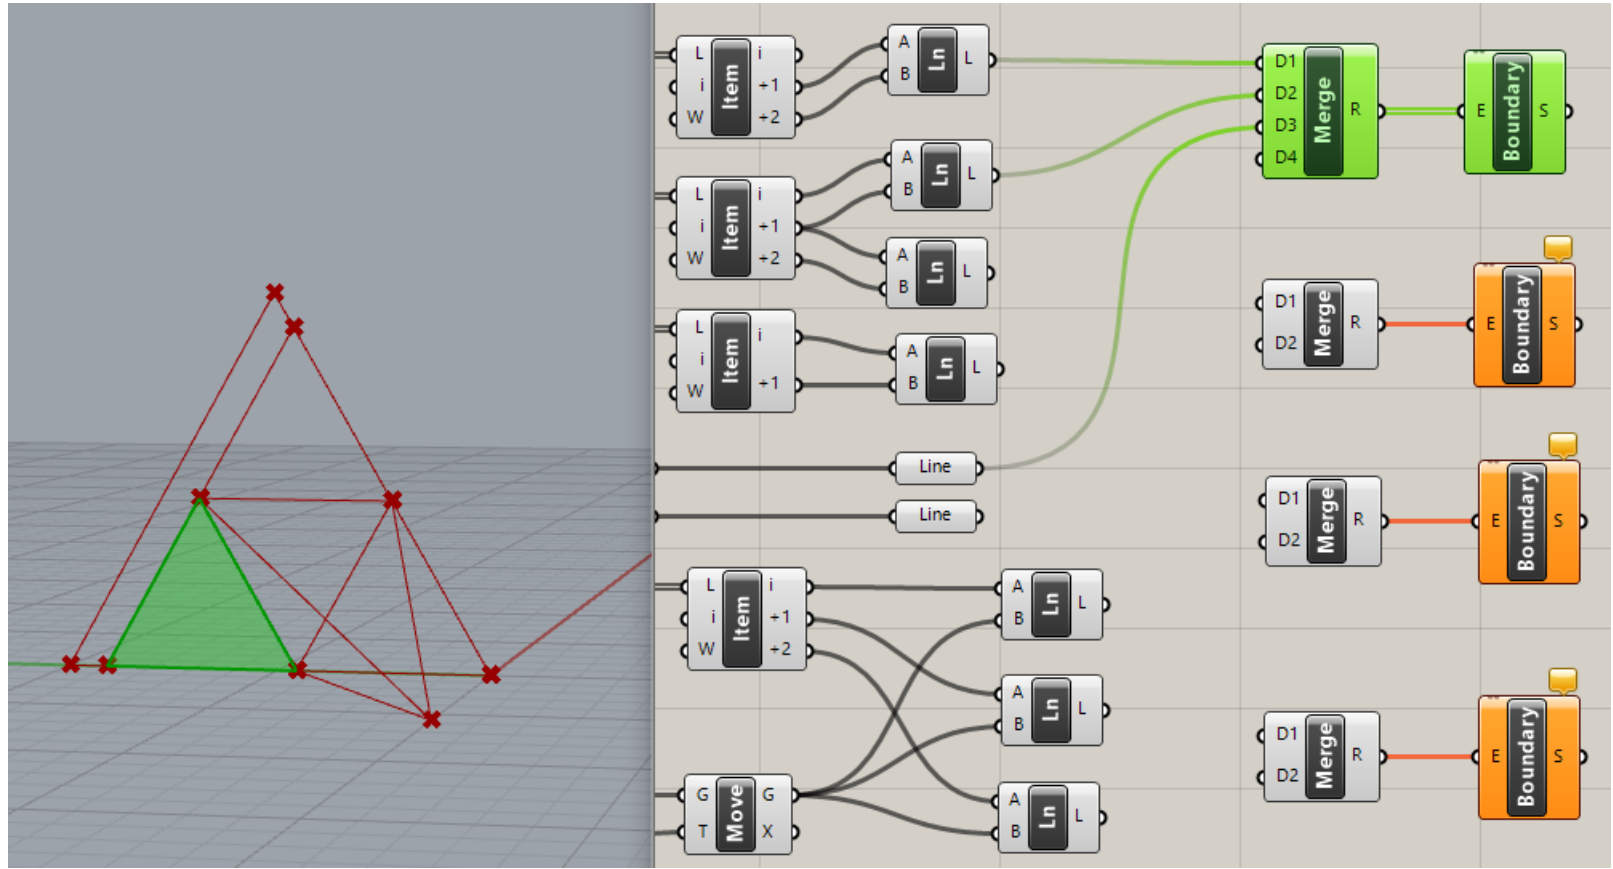 L Item i
i +1
W +2
A Ln L
B
L Item i
i +1
W +2
A Ln L
B
A Ln L
B
L Item i
i
W +1
A Ln L
B
Line
Line
L Item i
i +1
W +2
A Ln L
B
A Ln L
B
A Ln L
B
G Move G
T X
D1 Merge R
D2
D3
D4
E Boundary S
D1 Merge R
D2
E Boundary S
D1 Merge R
D2
E Boundary S
D1 Merge R
D2
E Boundary S